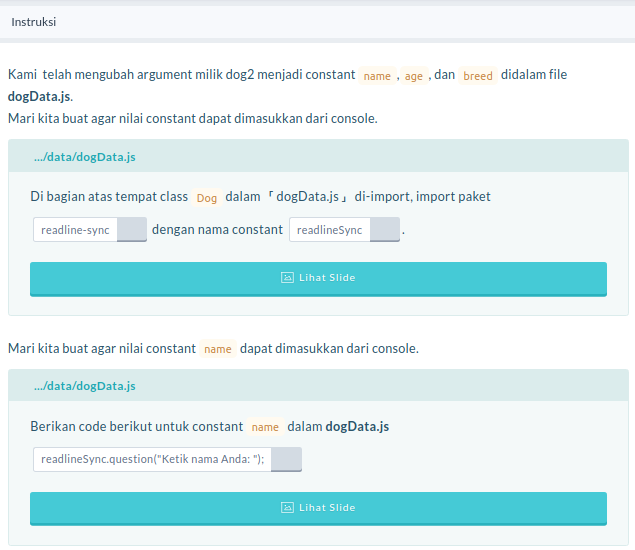 Instruksi
Kami telah mengubah argument milik dog2 menjadi constant name, age, dan breed didalam file
dogData.js.
Mari kita buat agar nilai constant dapat dimasukkan dari console.
.../data/dogData.js
Di bagian atas tempat class Dog dalam「dogData.js」di-import, import paket
readline-sync dengan nama constant readlineSync.
Lihat Slide
Mari kita buat agar nilai constant name dapat dimasukkan dari console.
.../data/dogData.js
Berikan code berikut untuk constant name dalam dogData.js
readlineSync.question("Ketik nama Anda: ");
Lihat Slide